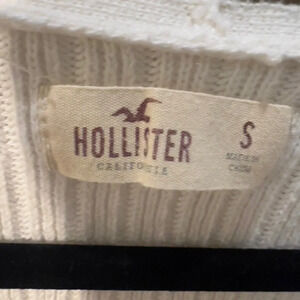 HOLLISTER
CALIFORNIA
S
MADE IN
CHINA